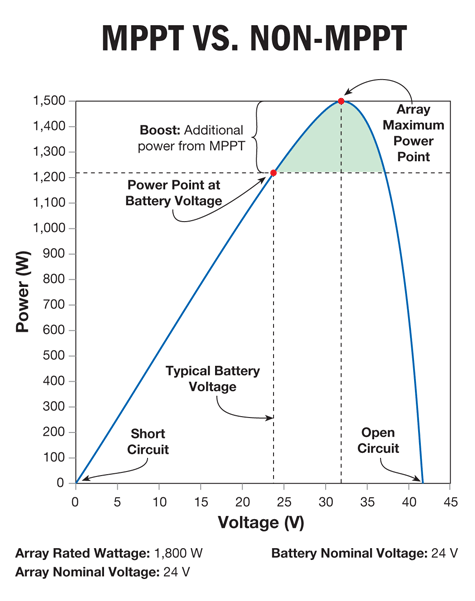 MPPT VS. NON-MPPT
1,500
1,400
1,300
1,200
1,100
1,000
900
800
700
600
500
400
300
200
100
0
Power (W)
Boost: Additional
power from MPPT
Array
Maximum
Power
Point
Power Point at
Battery Voltage
Typical Battery
Voltage
Short
Circuit
Open
Circuit
0 5 10 15 20 25 30 35 40 45
Voltage (V)
Array Rated Wattage: 1,800 W
Battery Nominal Voltage: 24 V
Array Nominal Voltage: 24 V